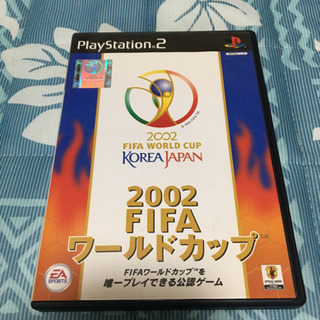 PlayStation 2
2002
FIFA WORLD CUP
KOREA JAPAN
2002
FIFA
ワールドカップ™
FIFAワールドカップ™を
唯一プレイできる公認ゲーム
EA
SPORTS